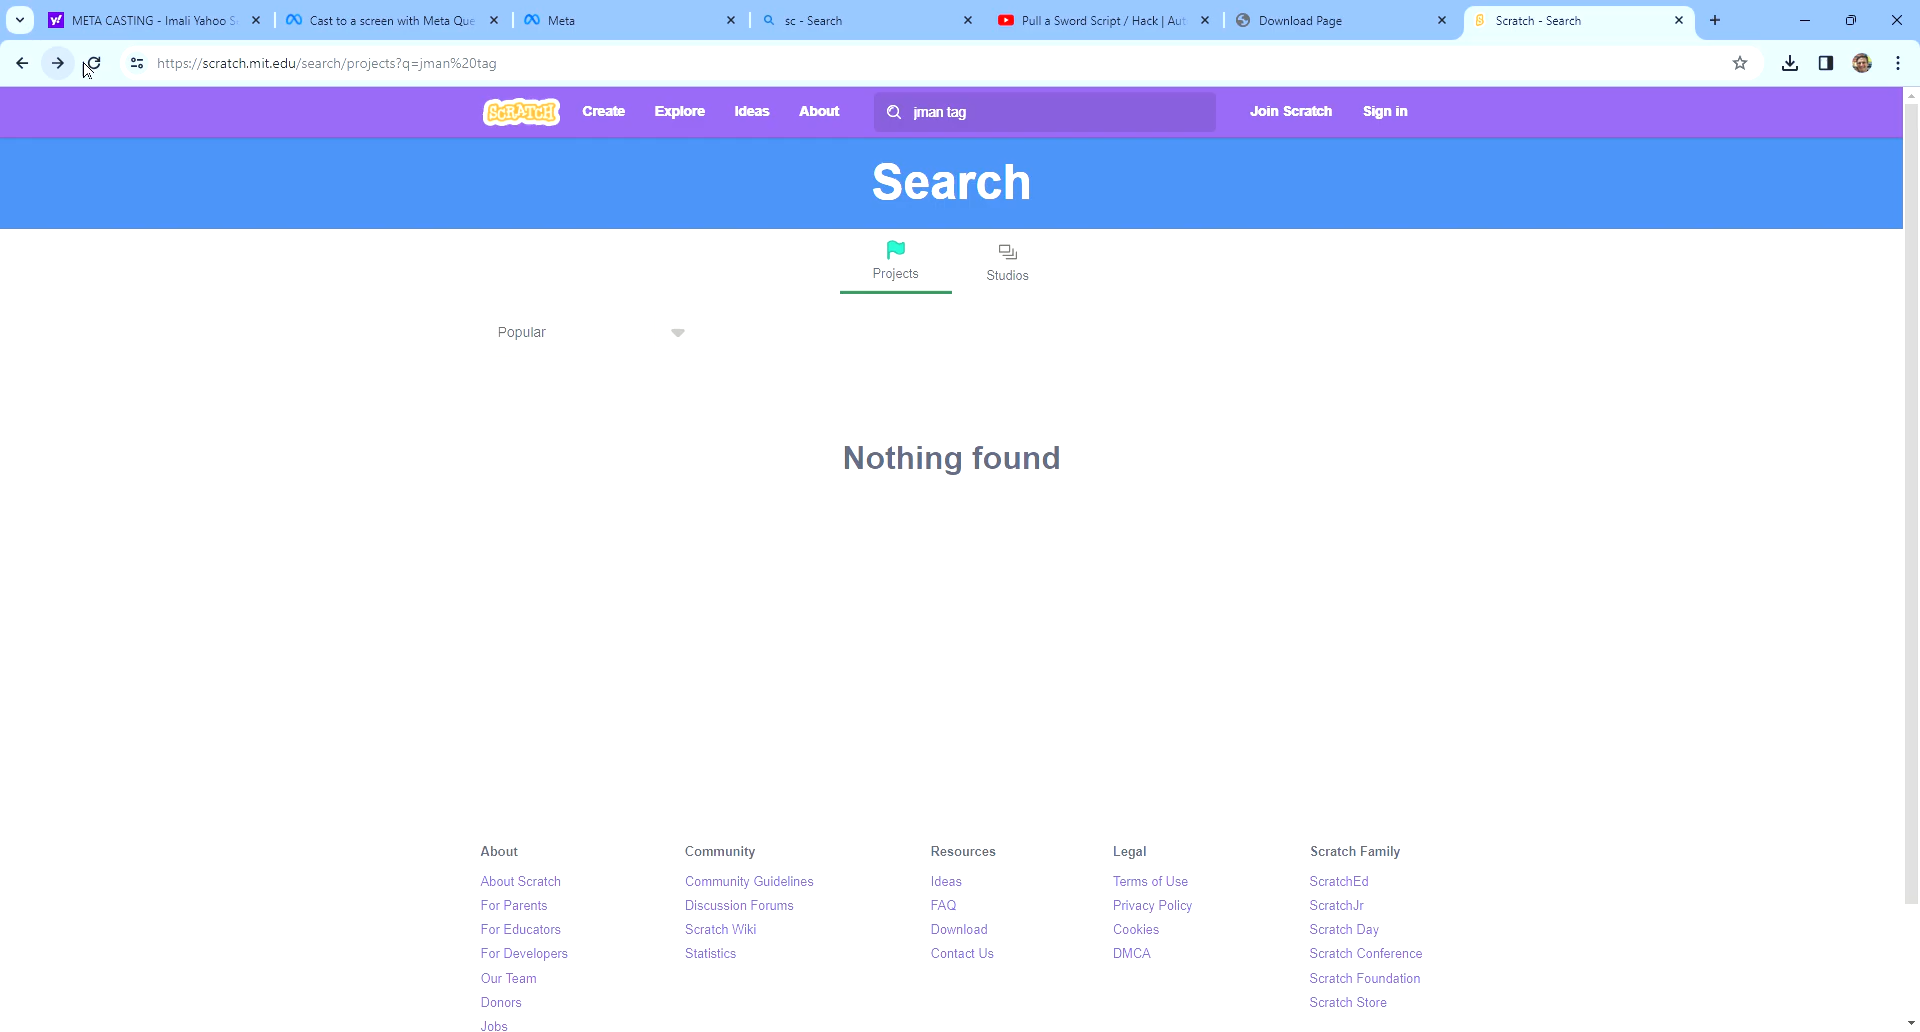 META CASTING - Imali Yahoo S
Cast to a screen with Meta Que
Meta
sc - Search
Pull a Sword Script / Hack | Aut
Download Page
Scratch - Search
https://scratch.mit.edu/search/projects?q=jman%20tag
SCRATCH
Create
Explore
Ideas
About
jman tag
Join Scratch
Sign in
Search
Projects
Studios
Popular
Nothing found
About
About Scratch
For Parents
For Educators
For Developers
Our Team
Donors
Jobs
Community
Community Guidelines
Discussion Forums
Scratch Wiki
Statistics
Resources
Ideas
FAQ
Download
Contact Us
Legal
Terms of Use
Privacy Policy
Cookies
DMCA
Scratch Family
ScratchEd
ScratchJr
Scratch Day
Scratch Conference
Scratch Foundation
Scratch Store